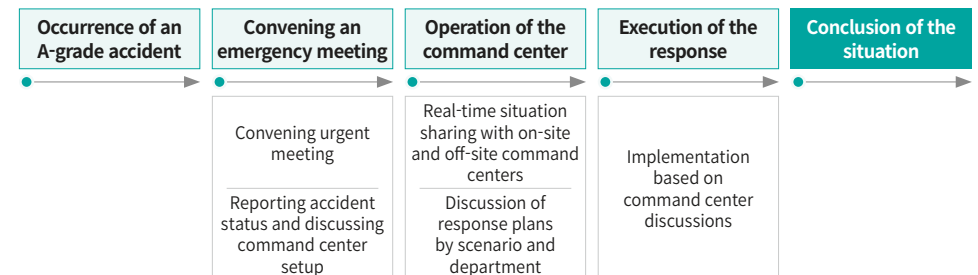 Occurrence of an
A-grade accident
Convening an
emergency meeting
Operation of the
command center
Execution of the
response
Conclusion of the
situation
Convening urgent
meeting
Reporting accident
status and discussing
command center
setup
Real-time situation
sharing with on-site
and off-site command
centers
Discussion of
response plans
by scenario and
department
Implementation
based on
command center
discussions